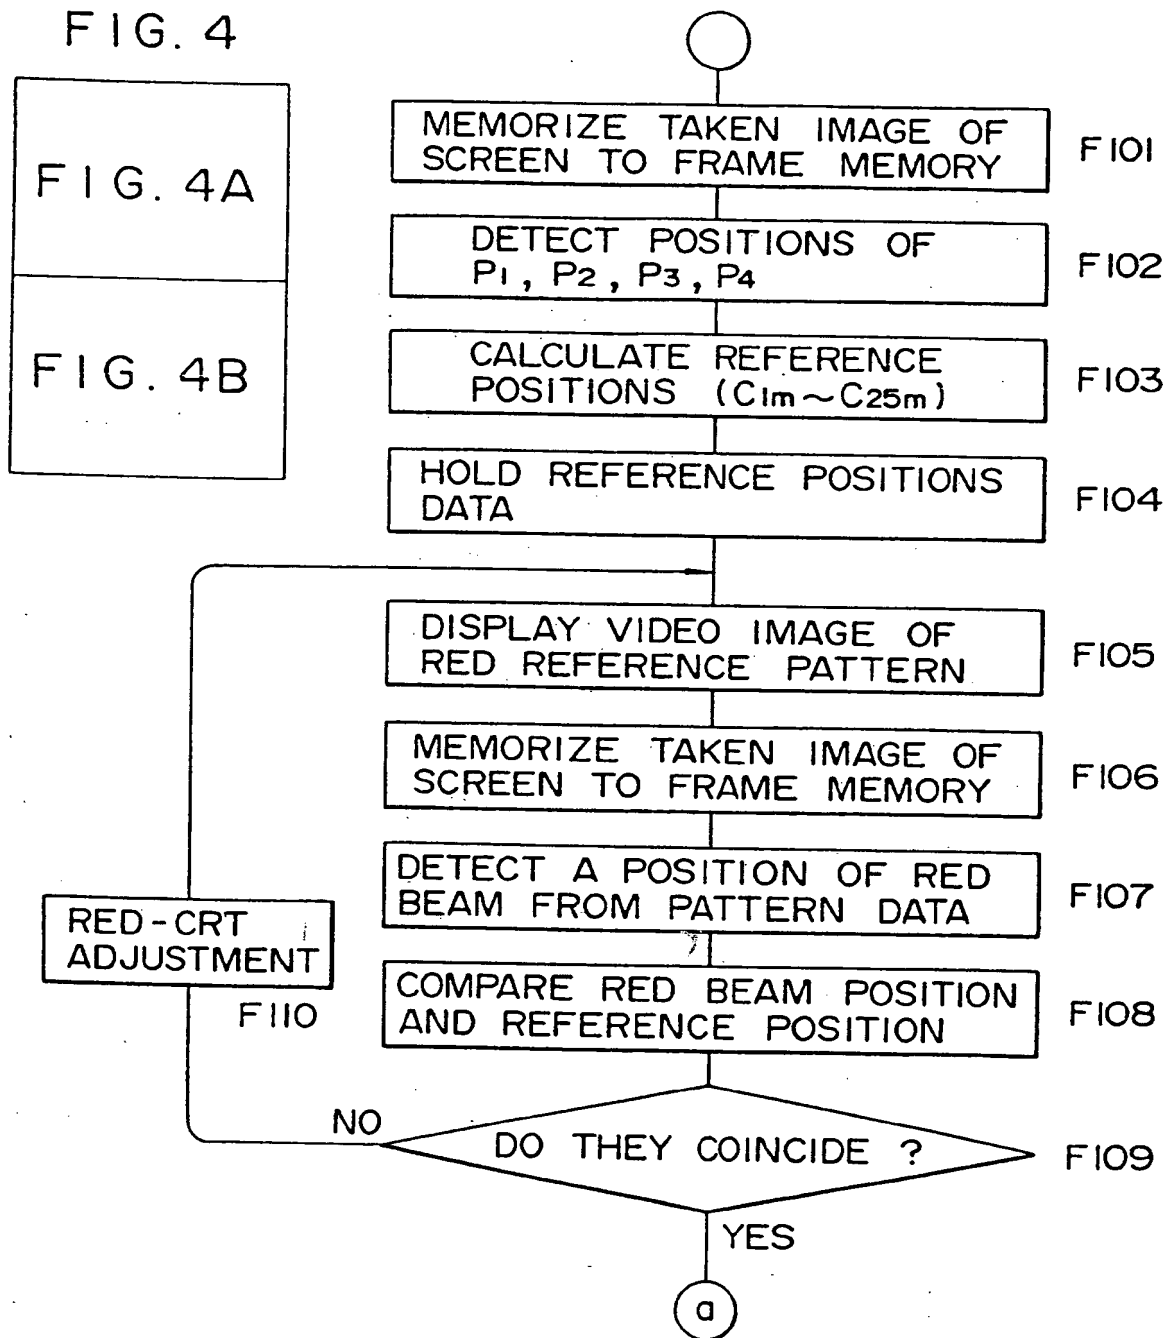 FIG. 4
FIG. 4A
FIG. 4B
MEMORIZE TAKEN IMAGE OF
SCREEN TO FRAME MEMORY
F101
DETECT POSITIONS OF
P1, P2, P3, P4
F102
CALCULATE REFERENCE
POSITIONS (C1m~C25m)
F103
HOLD REFERENCE POSITIONS
DATA
F104
DISPLAY VIDEO IMAGE OF
RED REFERENCE PATTERN
F105
MEMORIZE TAKEN IMAGE OF
SCREEN TO FRAME MEMORY
F106
DETECT A POSITION OF RED
BEAM FROM PATTERN DATA
F107
RED-CRT
ADJUSTMENT
F110
COMPARE RED BEAM POSITION
AND REFERENCE POSITION
F108
NO
DO THEY COINCIDE ?
F109
YES
a